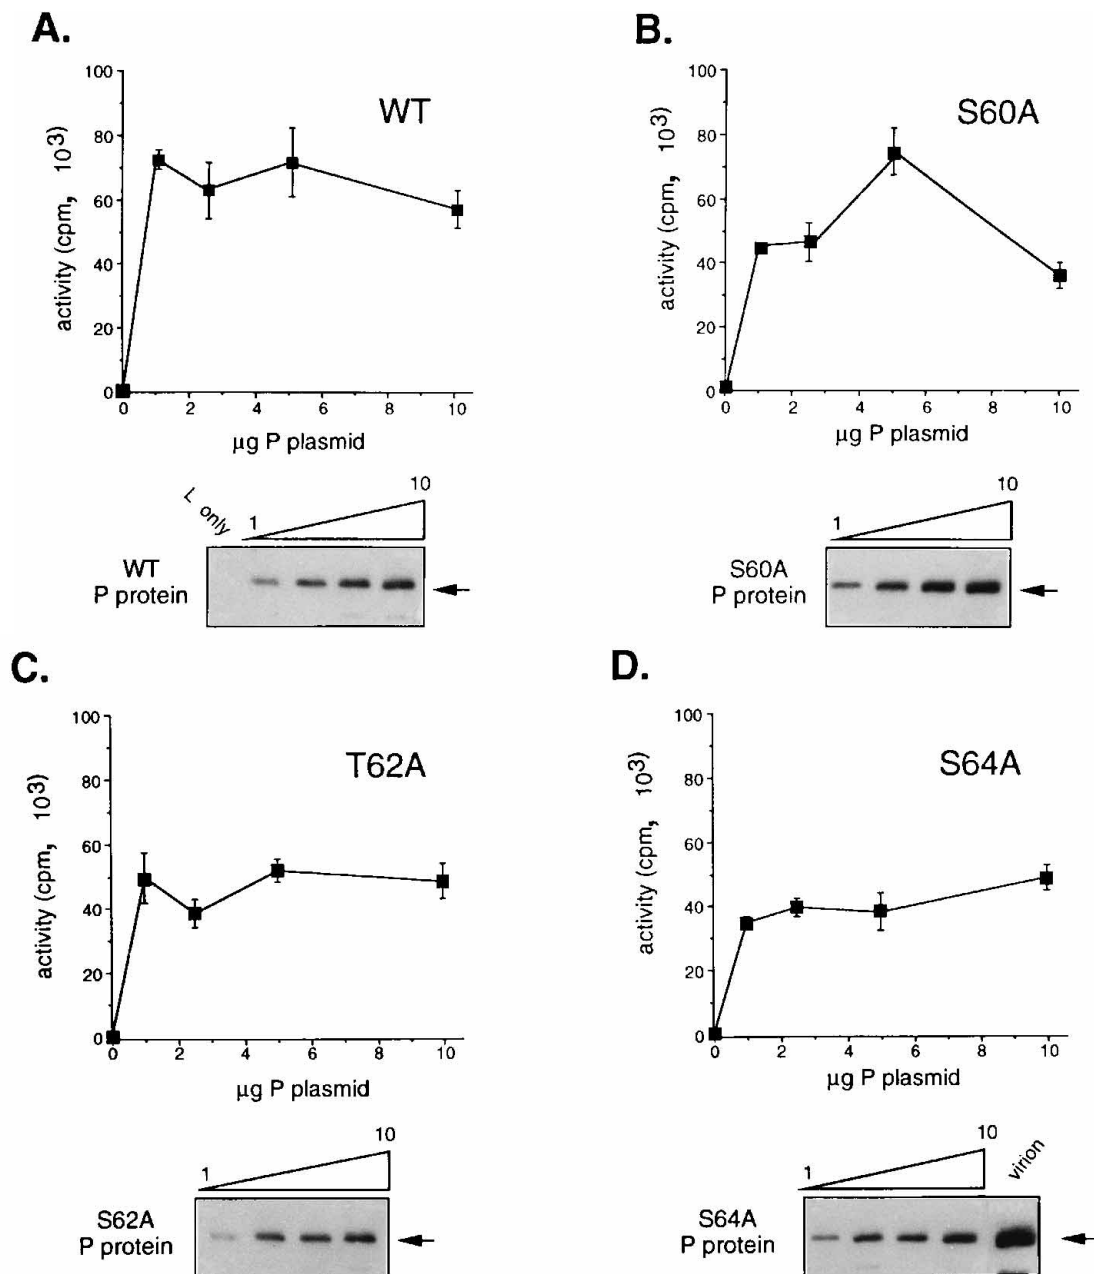 A.
WT
activity (cpm, 10³)
100
80
60
40
20
0
0 2 4 6 8 10
µg P plasmid
L only
1
10
WT
P protein
B.
S60A
activity (cpm, 10³)
100
80
60
40
20
0
0 2 4 6 8 10
µg P plasmid
1
10
S60A
P protein
C.
T62A
activity (cpm, 10³)
100
80
60
40
20
0
0 2 4 6 8 10
µg P plasmid
1
10
S62A
P protein
D.
S64A
activity (cpm, 10³)
100
80
60
40
20
0
0 2 4 6 8 10
µg P plasmid
1
10
virion
S64A
P protein